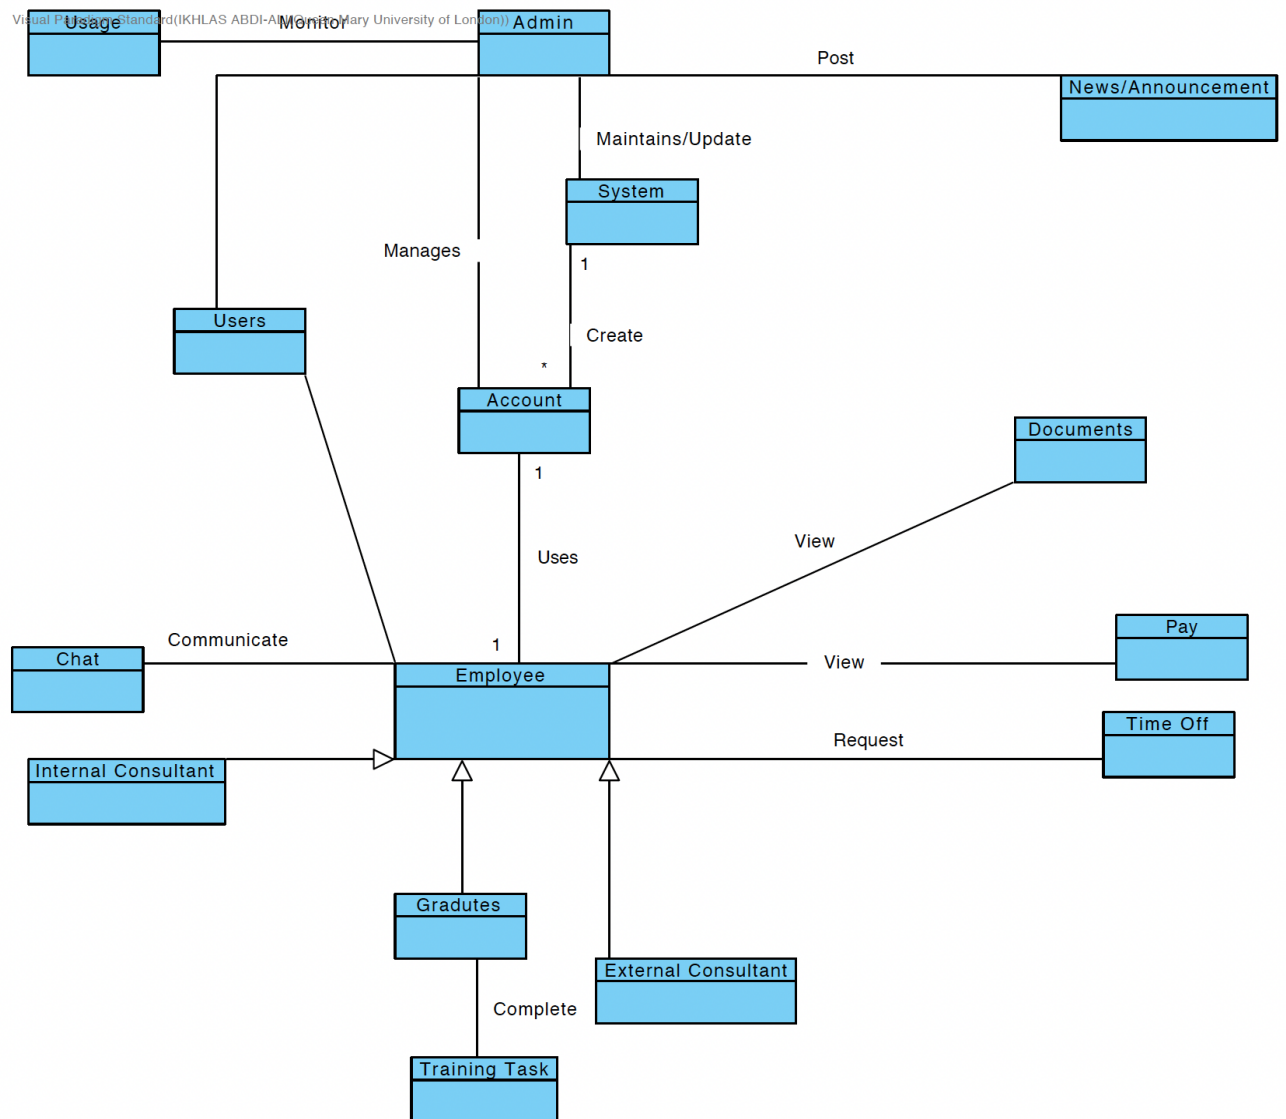 Visual Paradigm Standard(IKHLAS ABDI-ALI(Queen Mary University of London))
Usage
Monitor
Admin
Post
News/Announcement
Maintains/Update
System
Manages
1
Users
Create
*
Account
Documents
1
View
Uses
Pay
Communicate
1
Chat
View
Employee
Time Off
Request
Internal Consultant
Gradutes
External Consultant
Complete
Training Task